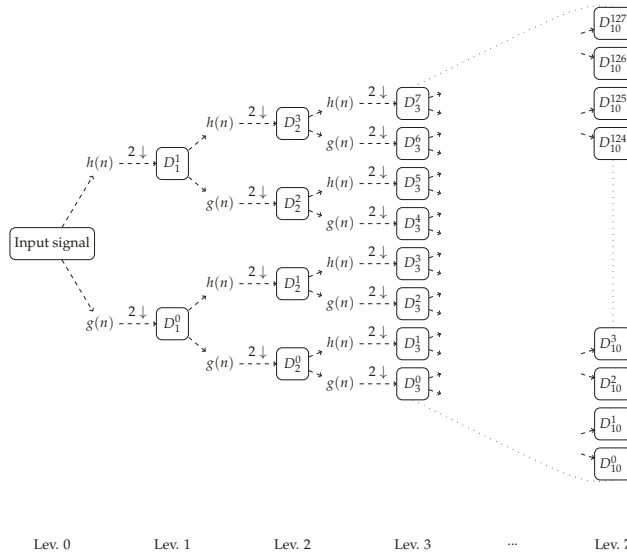 D_{10}^{127}
D_{10}^{126}
h(n) 2 ↓ D_3^7
D_{10}^{125}
h(n) 2 ↓ D_2^3
g(n) 2 ↓ D_3^6
D_{10}^{124}
h(n) 2 ↓ D_1^1
h(n) 2 ↓ D_3^5
g(n) 2 ↓ D_2^2
g(n) 2 ↓ D_3^4
Input signal
h(n) 2 ↓ D_3^3
h(n) 2 ↓ D_2^1
g(n) 2 ↓ D_3^2
g(n) 2 ↓ D_1^0
h(n) 2 ↓ D_3^1
D_{10}^3
g(n) 2 ↓ D_2^0
g(n) 2 ↓ D_3^0
D_{10}^2
D_{10}^1
D_{10}^0
Lev. 0 Lev. 1 Lev. 2 Lev. 3 ... Lev. 7